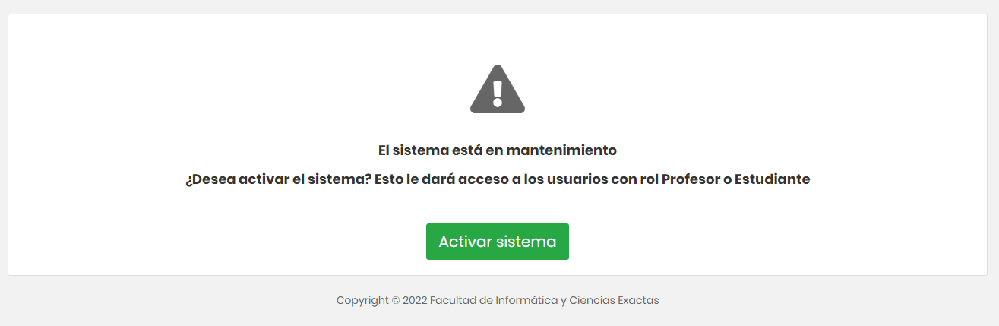 El sistema está en mantenimiento
¿Desea activar el sistema? Esto le dará acceso a los usuarios con rol Profesor o Estudiante
Activar sistema
Copyright © 2022 Facultad de Informática y Ciencias Exactas